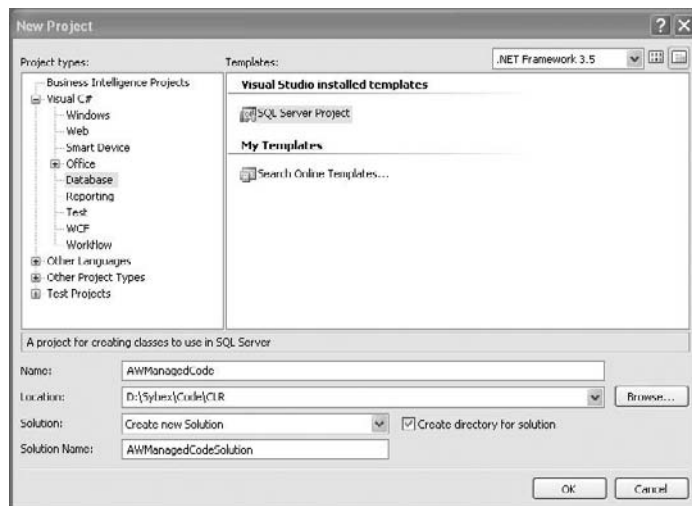 New Project
Project types:
Templates:
.NET Framework 3.5
Business Intelligence Projects
Visual C#
Windows
Web
Smart Device
Office
Database
Reporting
Test
WCF
Workflow
Other Languages
Other Project Types
Test Projects
Visual Studio installed templates
SQL Server Project
My Templates
Search Online Templates...
A project for creating classes to use in SQL Server
Name:
AWManagedCode
Location:
D:\Sybex\Code\CLR
Browse...
Solution:
Create new Solution
Create directory for solution
Solution Name:
AWManagedCodeSolution
OK
Cancel